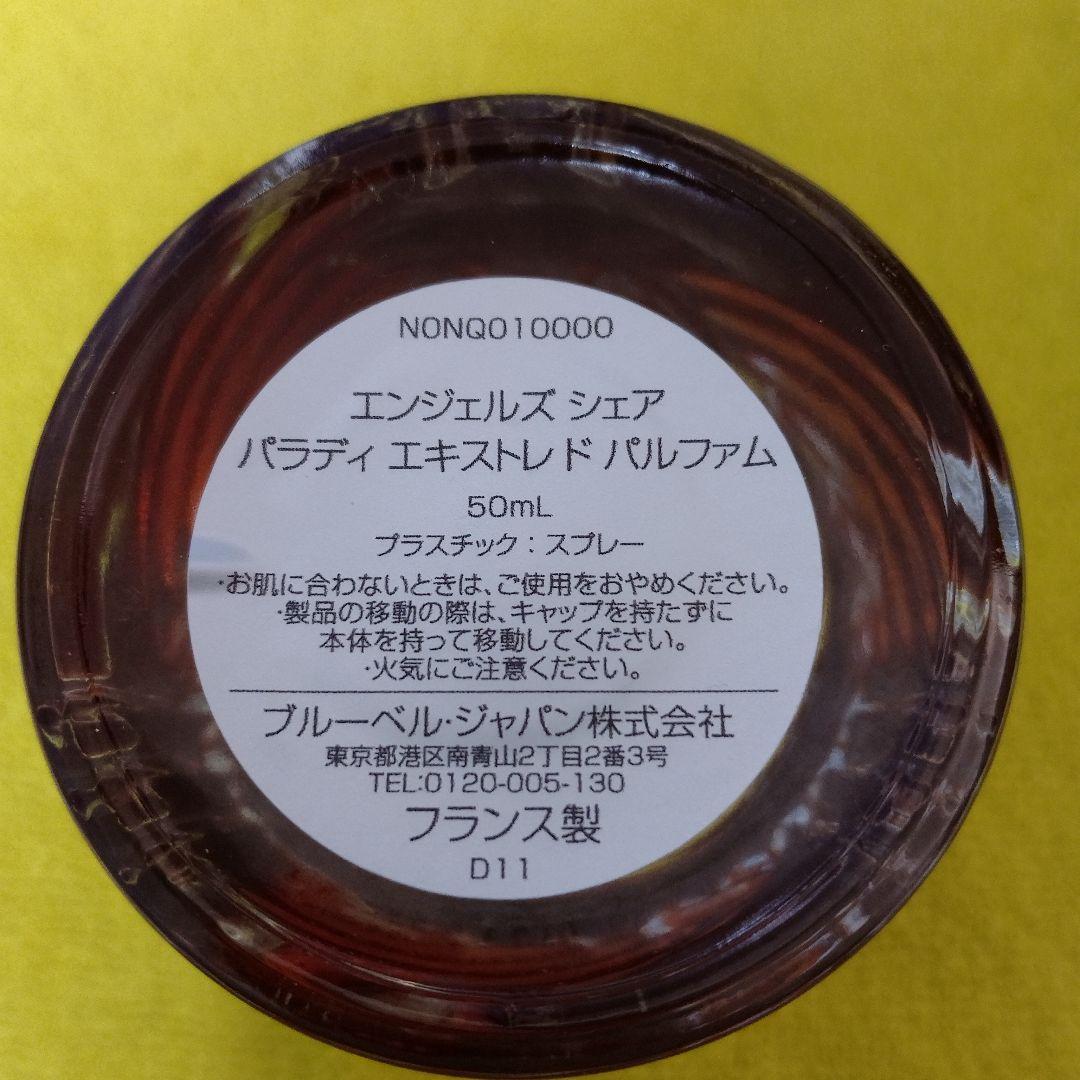 N0NQ010000
エンジェルズ シェア
パラディ エキストレ ド パルファム
50mL
プラスチック : スプレー
･お肌に合わないときは､ご使用をおやめください｡
･製品の移動の際は､キャップを持たずに
本体を持って移動してください｡
･火気にご注意ください｡
ブルーベル･ジャパン株式会社
東京都港区南青山2丁目2番3号
TEL:0120-005-130
フランス製
D11